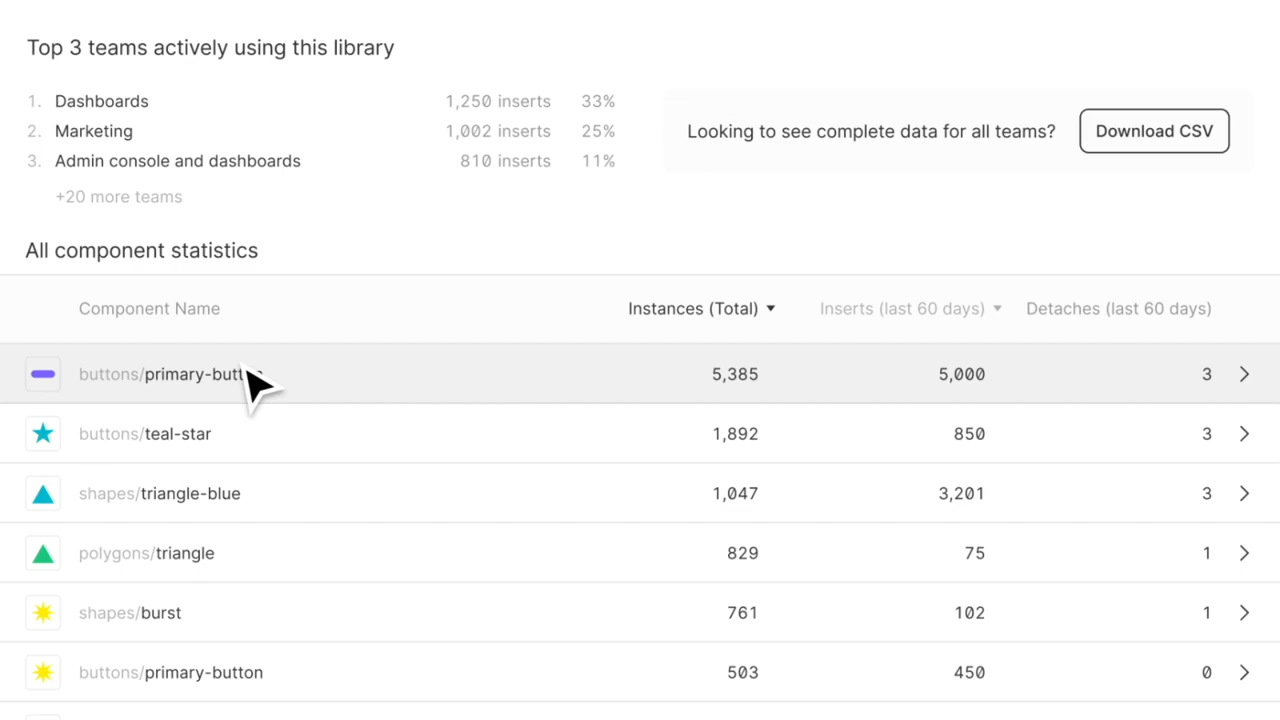 Top 3 teams actively using this library
1. Dashboards 1,250 inserts 33%
2. Marketing 1,002 inserts 25%
3. Admin console and dashboards 810 inserts 11%
+20 more teams
Looking to see complete data for all teams? Download CSV
All component statistics
Component Name Instances (Total) Inserts (last 60 days) Detaches (last 60 days)
buttons/primary-button 5,385 5,000 3
buttons/teal-star 1,892 850 3
shapes/triangle-blue 1,047 3,201 3
polygons/triangle 829 75 1
shapes/burst 761 102 1
buttons/primary-button 503 450 0